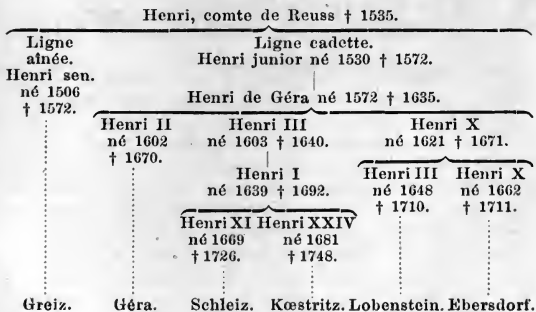 Henri, comte de Reuss † 1535.
Ligne aînée.
Henri sen.
né 1506
† 1572.
Ligne cadette.
Henri junior né 1530 † 1572.
Henri de Géra né 1572 † 1635.
Henri II
né 1602
† 1670.
Henri III
né 1603 † 1640.
Henri X
né 1621 † 1671.
Henri I
né 1639 † 1692.
Henri III
né 1648
† 1710.
Henri X
né 1662
† 1711.
Henri XI
né 1669
† 1726.
Henri XXIV
né 1681
† 1748.
Greiz. Géra. Schleiz. Kœstritz. Lobenstein. Ebersdorf.